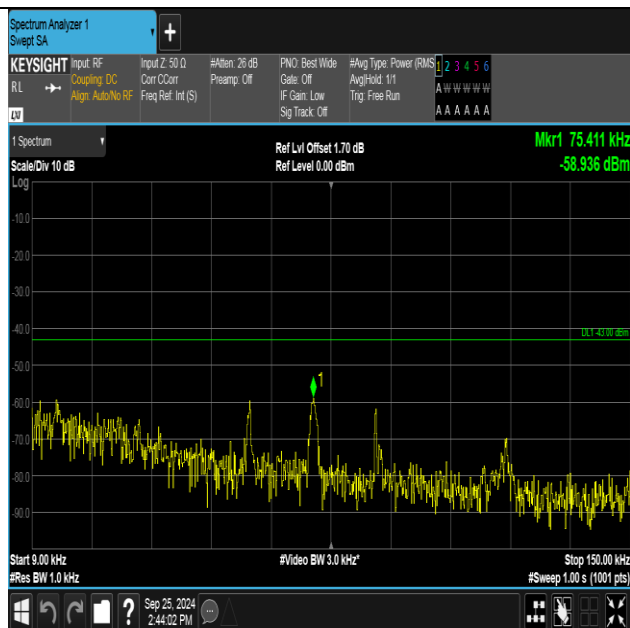 Spectrum Analyzer 1
Swept SA
KEYSIGHT
RL
LXI
Input: RF
Coupling: DC
Align: Auto/No RF
Input Z: 50 Ω
Corr CCorr
Freq Ref: Int (S)
#Atten: 26 dB
Preamp: Off
PNO: Best Wide
Gate: Off
IF Gain: Low
Sig Track: Off
#Avg Type: Power (RMS
Avg|Hold: 1/1
Trig: Free Run
1 2 3 4 5 6
A W W W W W
A A A A A A
1 Spectrum
Scale/Div 10 dB
Log
Ref Lvl Offset 1.70 dB
Ref Level 0.00 dBm
Mkr1 75.411 kHz
-58.936 dBm
-10.0
-20.0
-30.0
-40.0
DL1 -43.00 dBm
-50.0
1
-60.0
-70.0
-80.0
-90.0
Start 9.00 kHz
#Video BW 3.0 kHz*
Stop 150.00 kHz
#Res BW 1.0 kHz
#Sweep 1.00 s (1001 pts)
?
Sep 25, 2024
2:44:02 PM